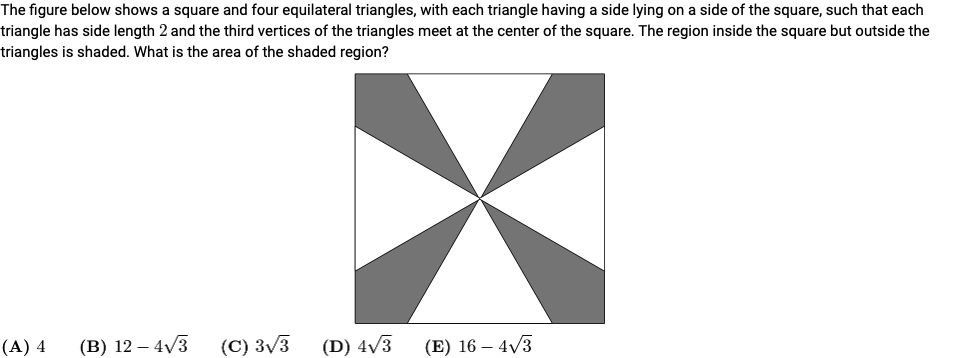 The figure below shows a square and four equilateral triangles, with each triangle having a side lying on a side of the square, such that each
triangle has side length 2 and the third vertices of the triangles meet at the center of the square. The region inside the square but outside the
triangles is shaded. What is the area of the shaded region?
(A) 4 (B) 12 − 4√3 (C) 3√3 (D) 4√3 (E) 16 − 4√3